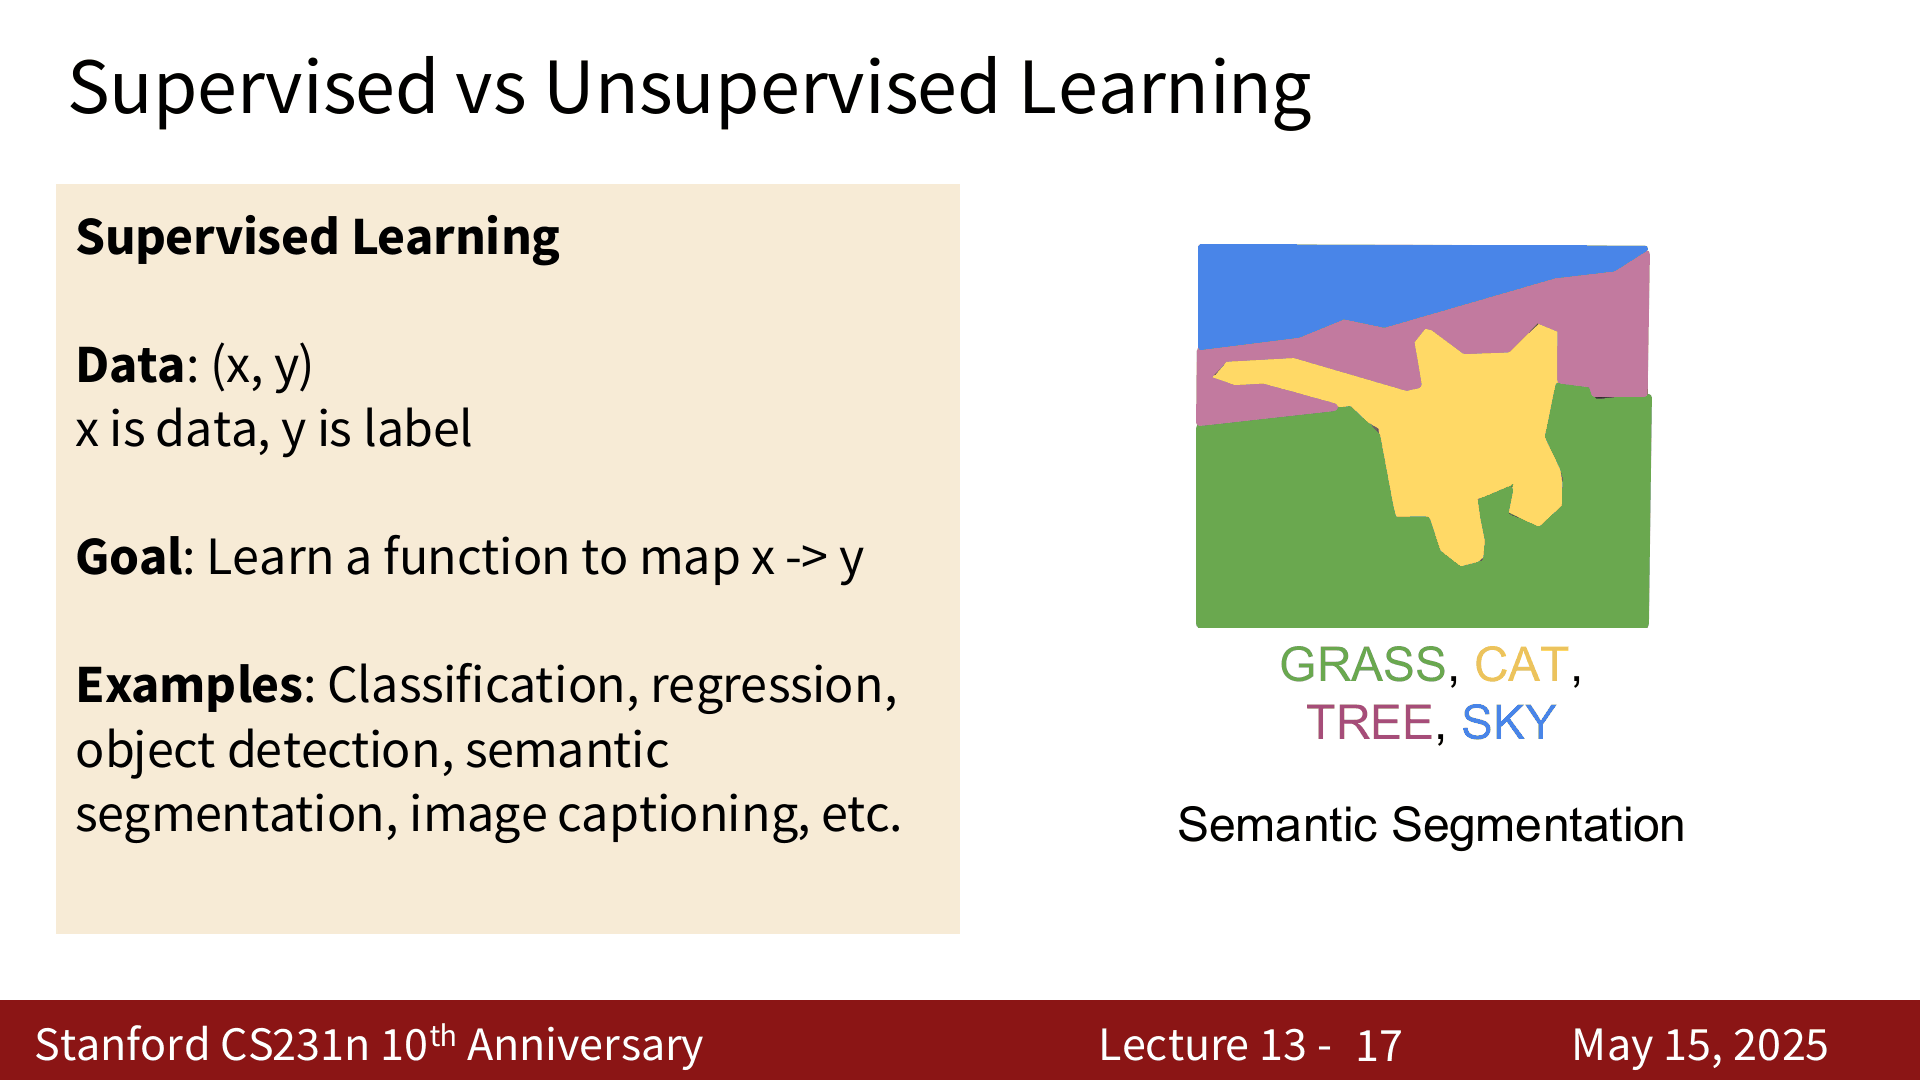 Supervised vs Unsupervised Learning
Supervised Learning
Data: (x, y)
x is data, y is label
Goal: Learn a function to map x -> y
Examples: Classification, regression,
object detection, semantic
segmentation, image captioning, etc.
GRASS, CAT,
TREE, SKY
Semantic Segmentation
Stanford CS231n 10th Anniversary
Lecture 13 - 17
May 15, 2025